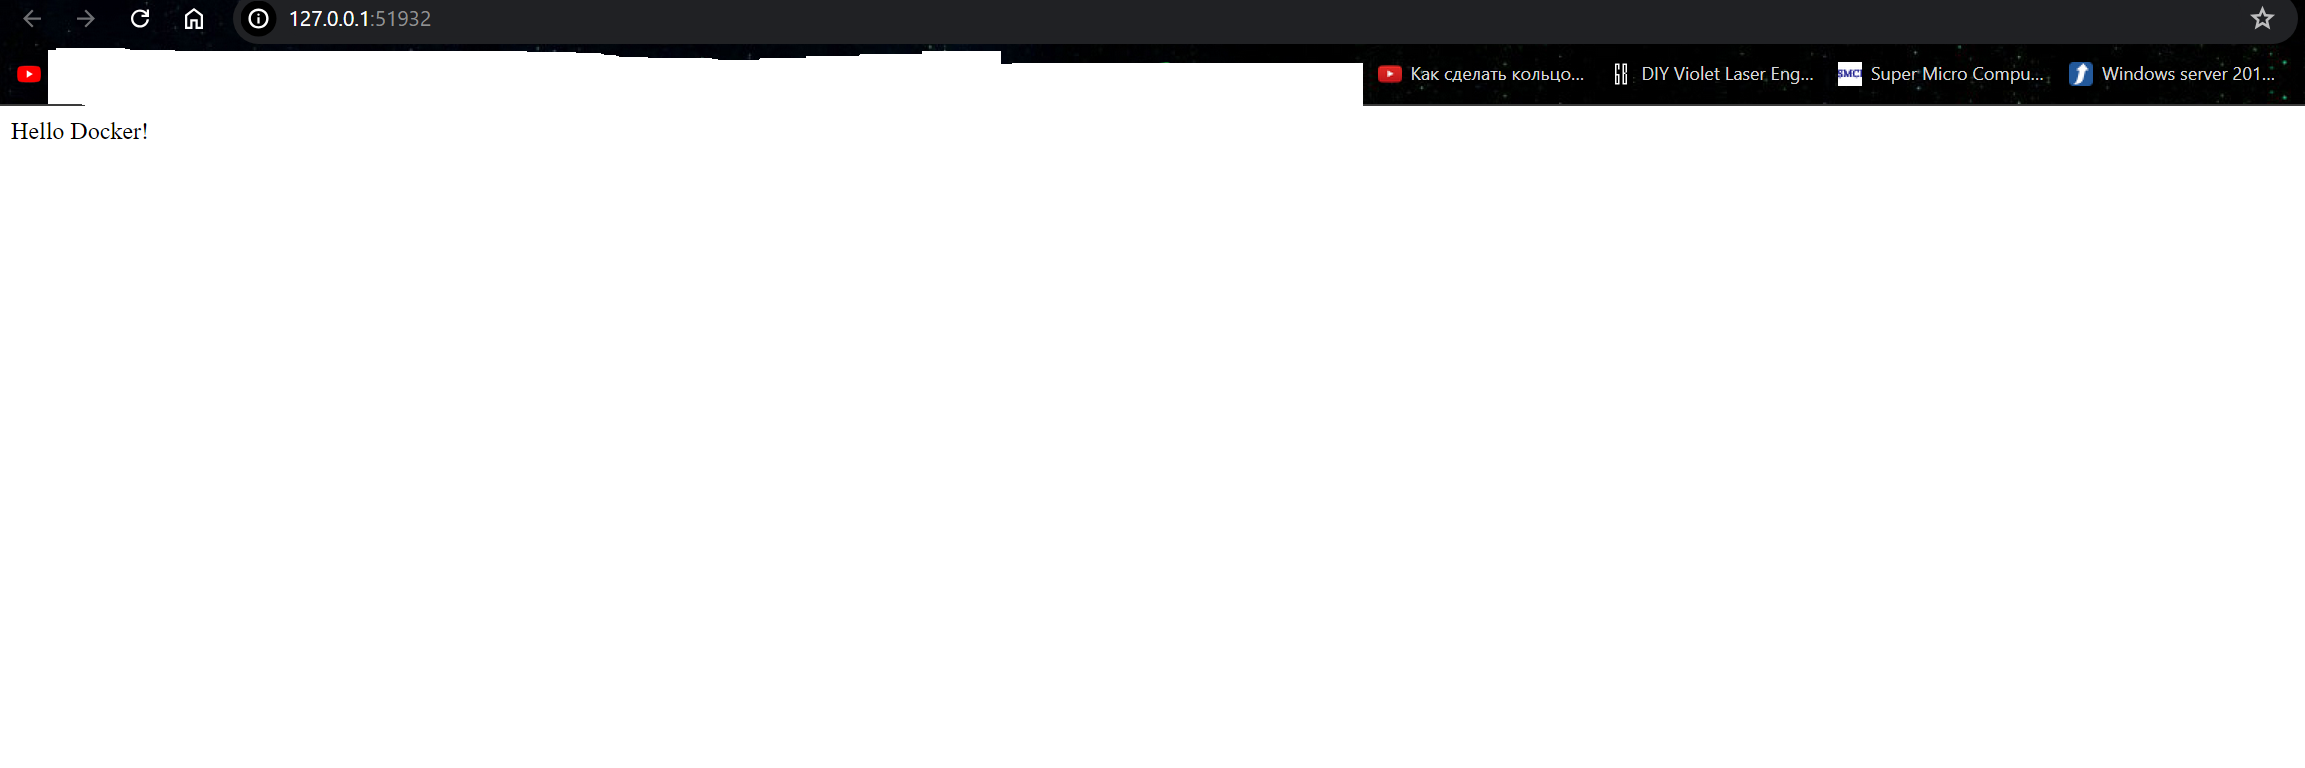 127.0.0.1:51932
Как сделать кольцо... DIY Violet Laser Eng... SMCI Super Micro Compu... Windows server 201...
Hello Docker!